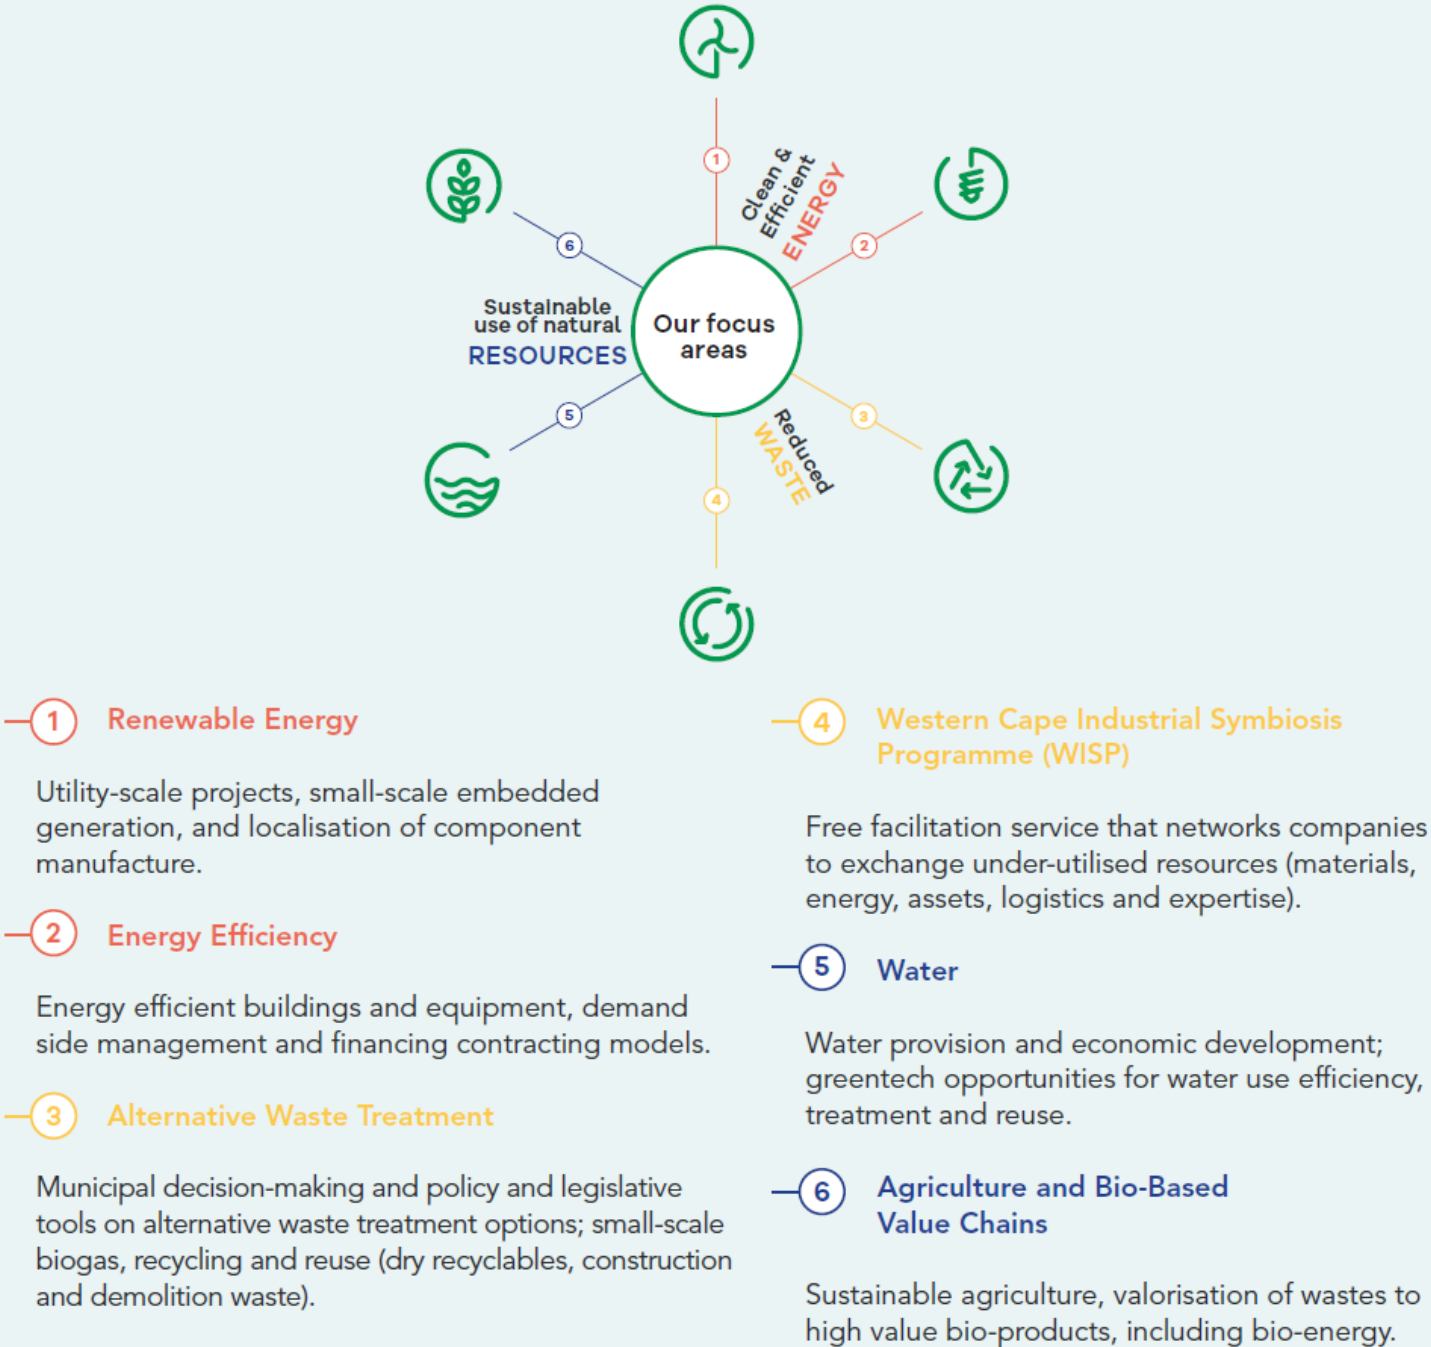 1
Clean &
Efficient
ENERGY
2
6
Sustainable
use of natural
RESOURCES
Our focus
areas
5
3
Reduced
WASTE
4
1 Renewable Energy
Utility-scale projects, small-scale embedded
generation, and localisation of component
manufacture.
2 Energy Efficiency
Energy efficient buildings and equipment, demand
side management and financing contracting models.
3 Alternative Waste Treatment
Municipal decision-making and policy and legislative
tools on alternative waste treatment options; small-scale
biogas, recycling and reuse (dry recyclables, construction
and demolition waste).
4 Western Cape Industrial Symbiosis
Programme (WISP)
Free facilitation service that networks companies
to exchange under-utilised resources (materials,
energy, assets, logistics and expertise).
5 Water
Water provision and economic development;
greentech opportunities for water use efficiency,
treatment and reuse.
6 Agriculture and Bio-Based
Value Chains
Sustainable agriculture, valorisation of wastes to
high value bio-products, including bio-energy.